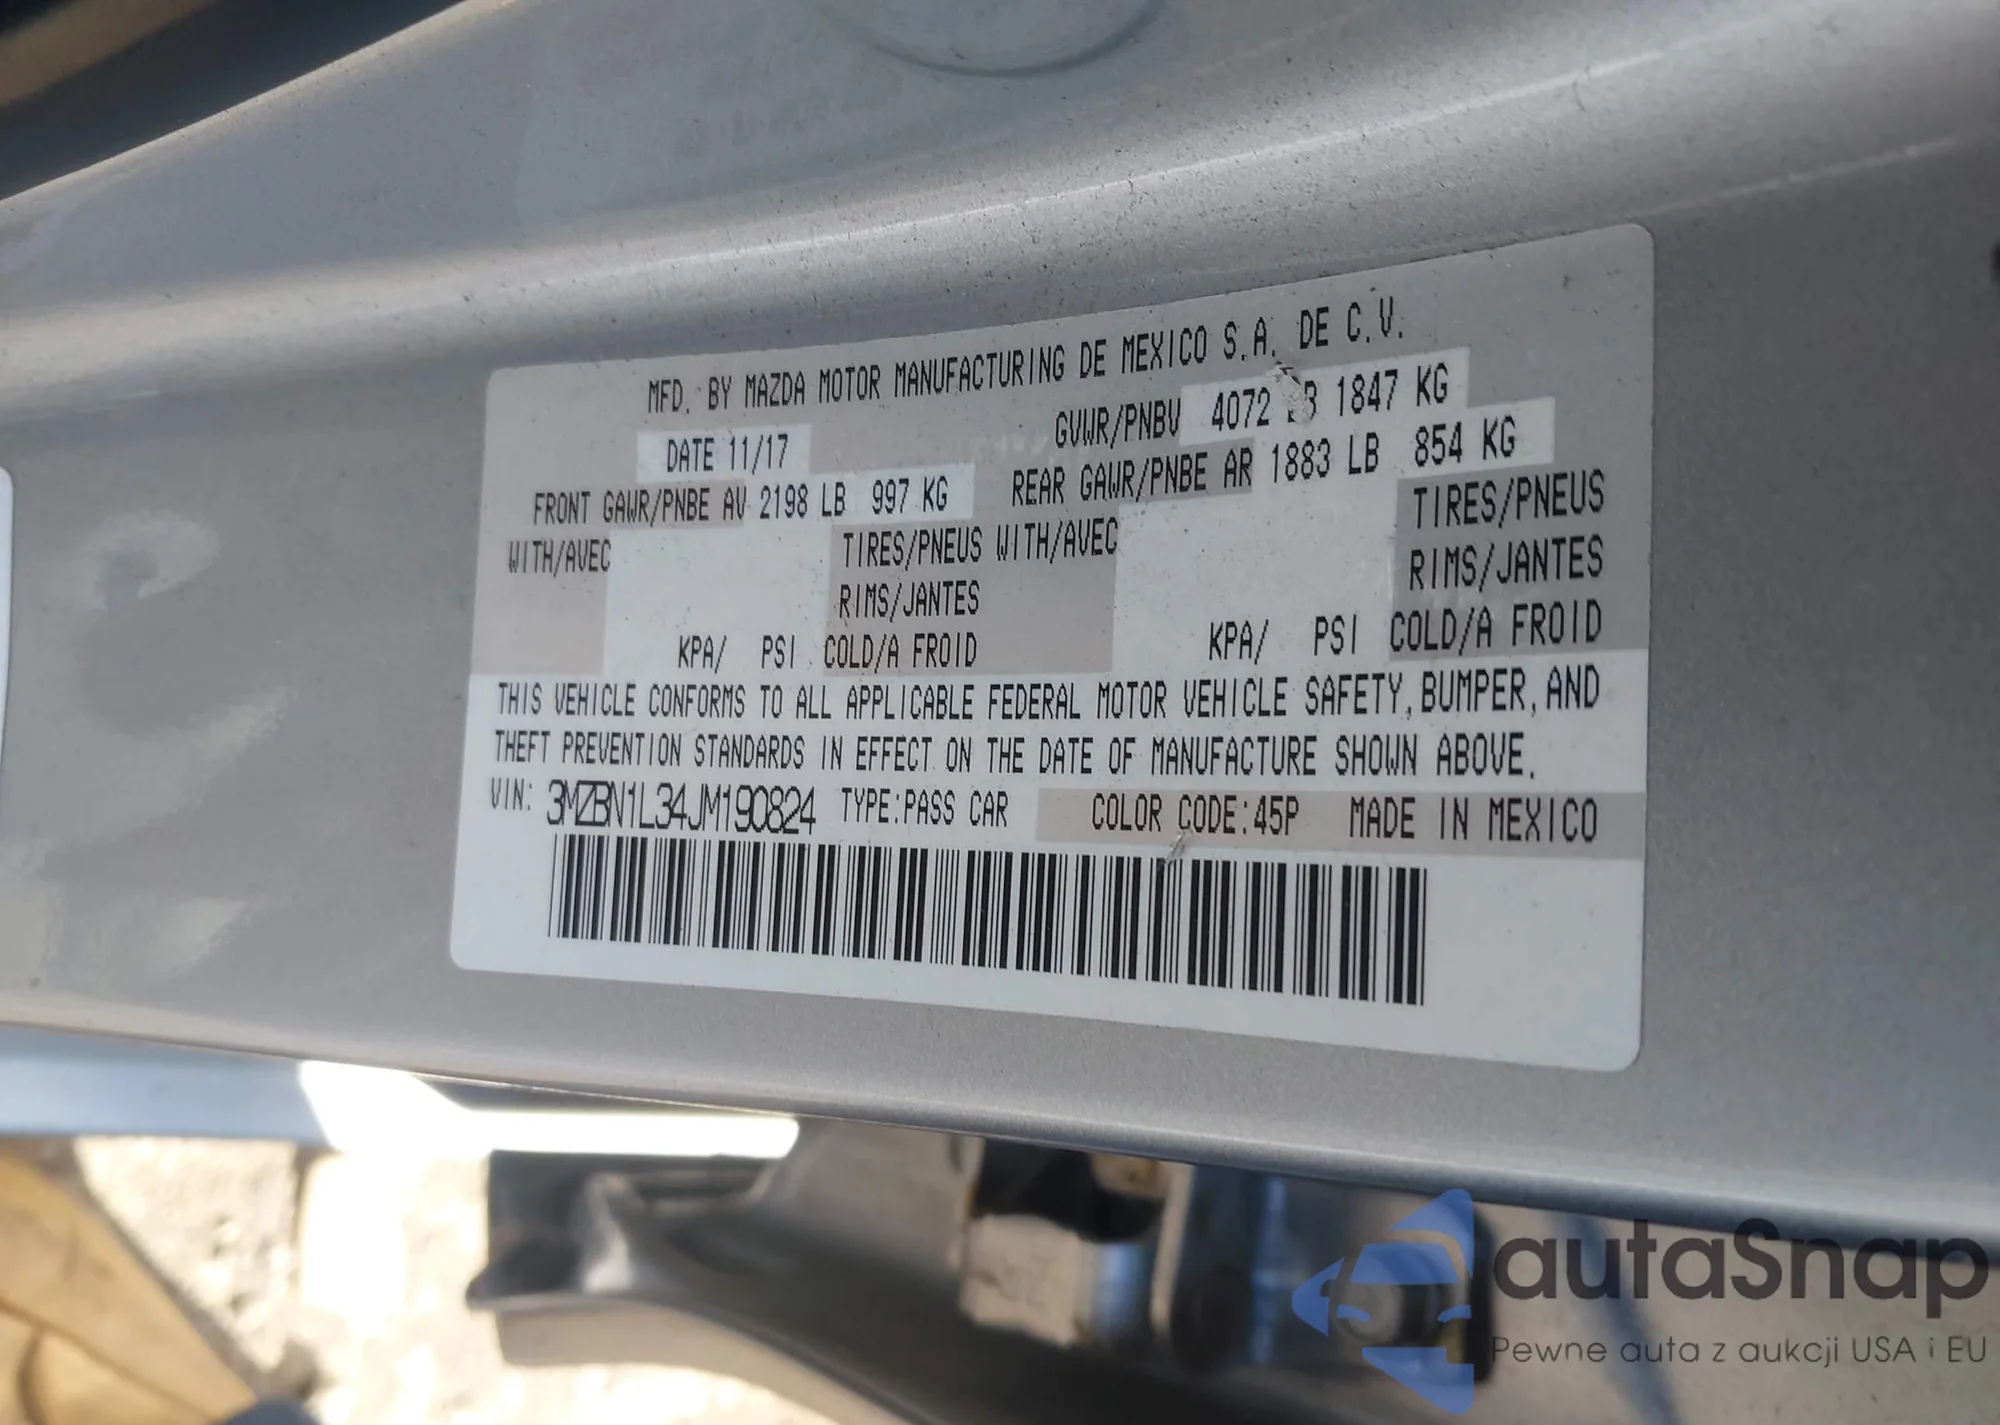 MFD. BY MAZDA MOTOR MANUFACTURING DE MEXICO S.A. DE C.V.
DATE 11/17 GVWR/PNBV 4072 LB 1847 KG
FRONT GAWR/PNBE AV 2198 LB 997 KG REAR GAWR/PNBE AR 1883 LB 854 KG
WITH/AVEC TIRES/PNEUS WITH/AVEC TIRES/PNEUS
RIMS/JANTES RIMS/JANTES
KPA/ PSI COLD/A FROID KPA/ PSI COLD/A FROID
THIS VEHICLE CONFORMS TO ALL APPLICABLE FEDERAL MOTOR VEHICLE SAFETY, BUMPER, AND
THEFT PREVENTION STANDARDS IN EFFECT ON THE DATE OF MANUFACTURE SHOWN ABOVE.
VIN: 3MZBN1L34JM190824 TYPE:PASS CAR COLOR CODE:45P MADE IN MEXICO
autaSnap
Pewne auta z aukcji USA i EU